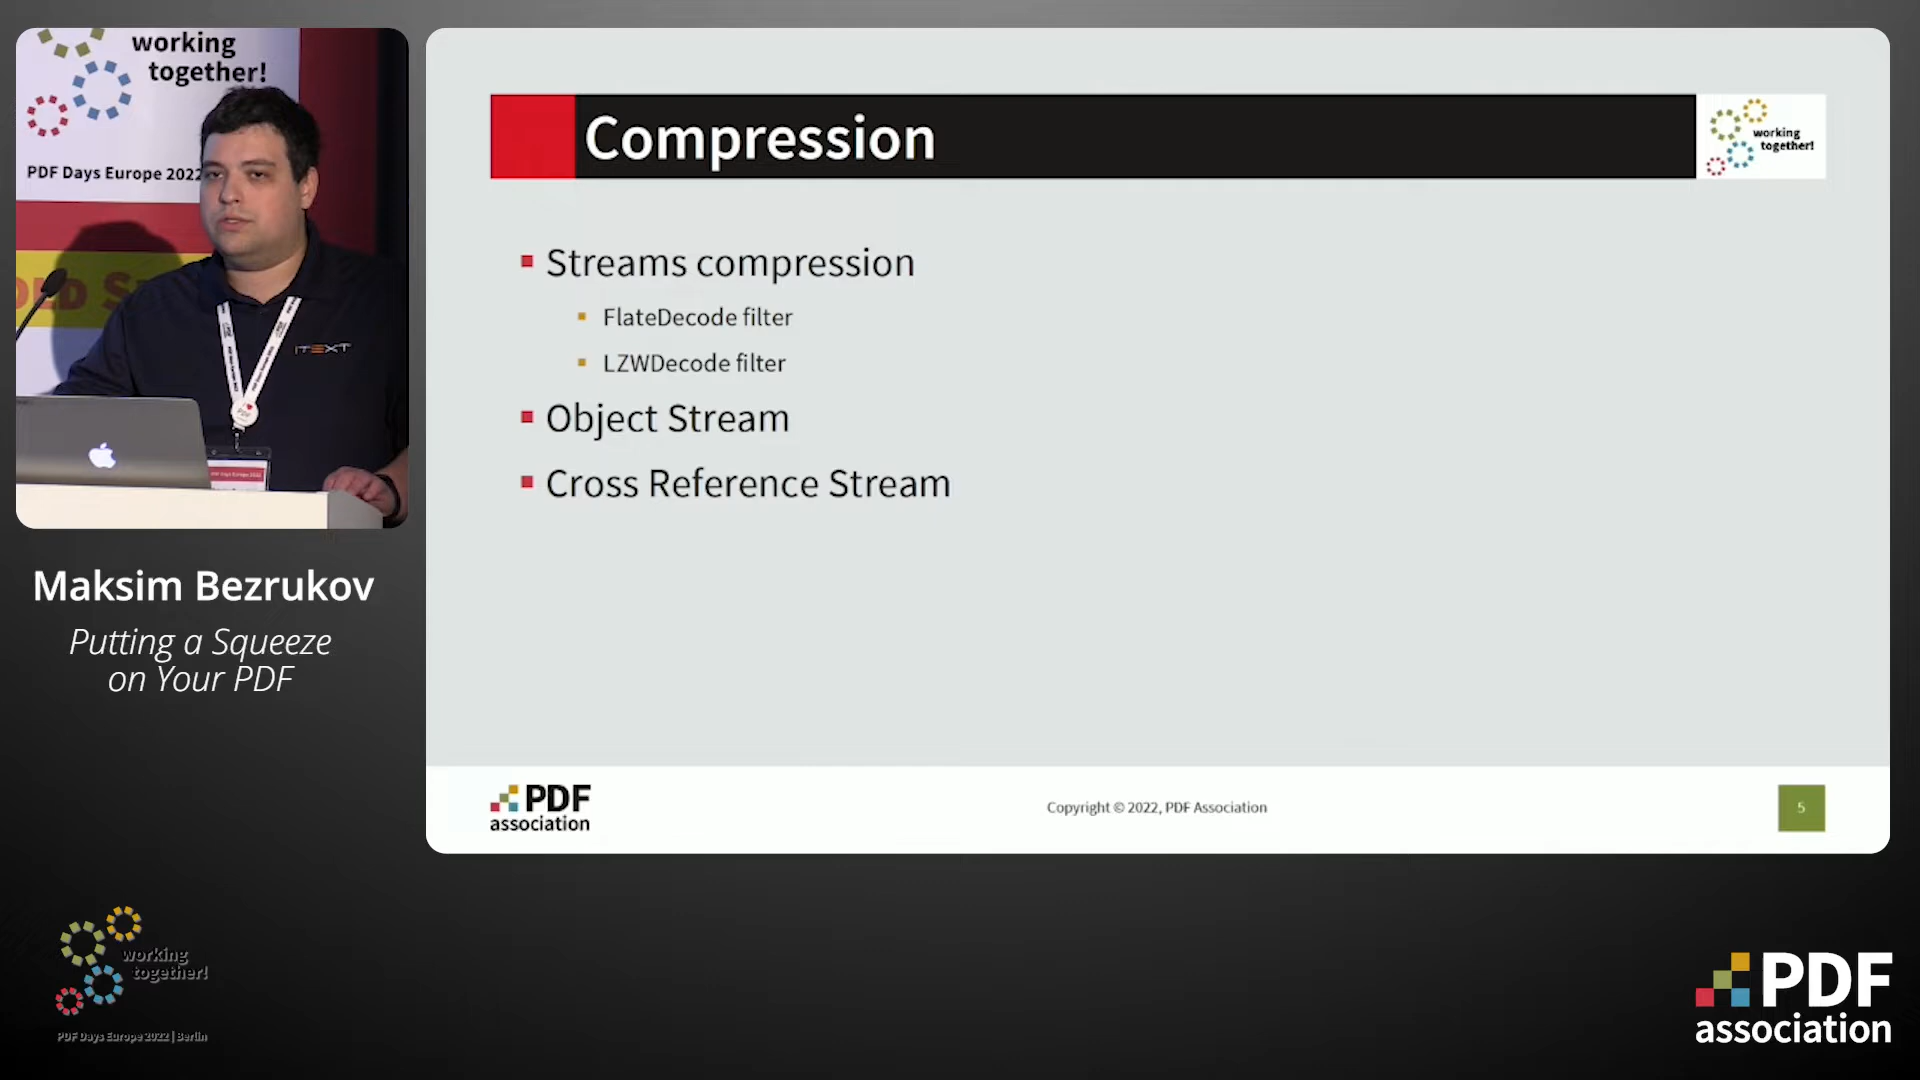 working
together!
PDF Days Europe 2022
OLD S
ITEXT
Maksim Bezrukov
Putting a Squeeze
on Your PDF
Compression
working
together!
Streams compression
FlateDecode filter
LZWDecode filter
Object Stream
Cross Reference Stream
PDF
association
Copyright © 2022, PDF Association
5
working
together!
PDF Days Europe 2022 | Berlin
PDF
association